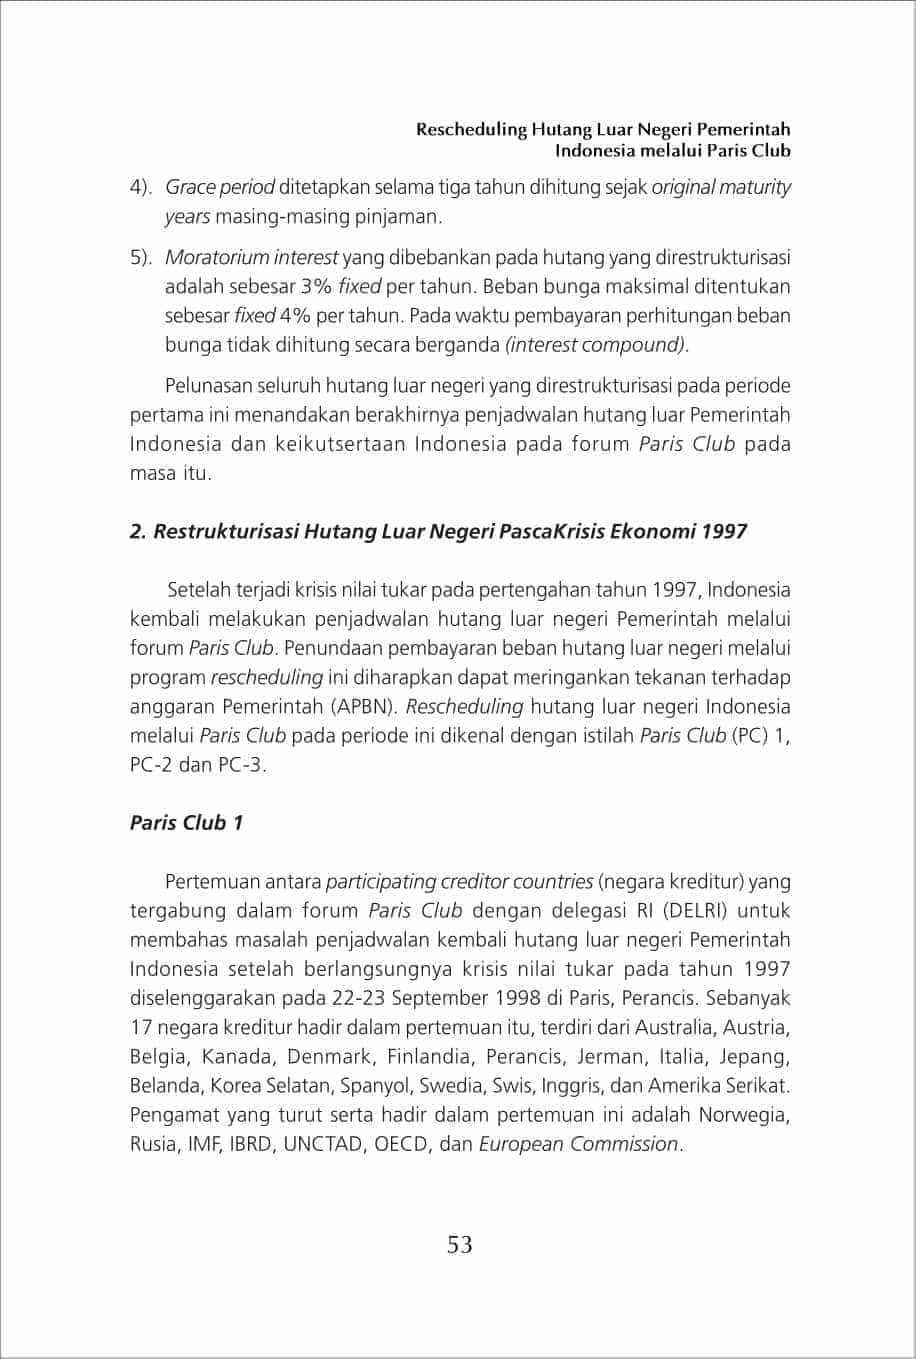 Rescheduling Hutang Luar Negeri Pemerintah
Indonesia melalui Paris Club
4). Grace period ditetapkan selama tiga tahun dihitung sejak original maturity
years masing-masing pinjaman.
5). Moratorium interest yang dibebankan pada hutang yang direstrukturisasi
adalah sebesar 3% fixed per tahun. Beban bunga maksimal ditentukan
sebesar fixed 4% per tahun. Pada waktu pembayaran perhitungan beban
bunga tidak dihitung secara berganda (interest compound).
Pelunasan seluruh hutang luar negeri yang direstrukturisasi pada periode
pertama ini menandakan berakhirnya penjadwalan hutang luar Pemerintah
Indonesia dan keikutsertaan Indonesia pada forum Paris Club pada
masa itu.
2. Restrukturisasi Hutang Luar Negeri PascaKrisis Ekonomi 1997
Setelah terjadi krisis nilai tukar pada pertengahan tahun 1997, Indonesia
kembali melakukan penjadwalan hutang luar negeri Pemerintah melalui
forum Paris Club. Penundaan pembayaran beban hutang luar negeri melalui
program rescheduling ini diharapkan dapat meringankan tekanan terhadap
anggaran Pemerintah (APBN). Rescheduling hutang luar negeri Indonesia
melalui Paris Club pada periode ini dikenal dengan istilah Paris Club (PC) 1,
PC-2 dan PC-3.
Paris Club 1
Pertemuan antara participating creditor countries (negara kreditur) yang
tergabung dalam forum Paris Club dengan delegasi RI (DELRI) untuk
membahas masalah penjadwalan kembali hutang luar negeri Pemerintah
Indonesia setelah berlangsungnya krisis nilai tukar pada tahun 1997
diselenggarakan pada 22-23 September 1998 di Paris, Perancis. Sebanyak
17 negara kreditur hadir dalam pertemuan itu, terdiri dari Australia, Austria,
Belgia, Kanada, Denmark, Finlandia, Perancis, Jerman, Italia, Jepang,
Belanda, Korea Selatan, Spanyol, Swedia, Swis, Inggris, dan Amerika Serikat.
Pengamat yang turut serta hadir dalam pertemuan ini adalah Norwegia,
Rusia, IMF, IBRD, UNCTAD, OECD, dan European Commission.
53